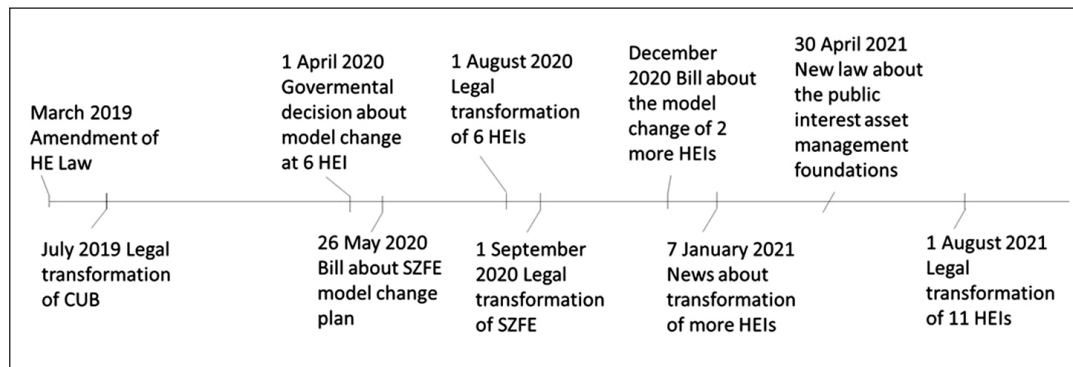 March 2019
Amendment of
HE Law
July 2019 Legal
transformation
of CUB
1 April 2020
Govermental
decision about
model change
at 6 HEI
26 May 2020
Bill about SZFE
model change
plan
1 August 2020
Legal
transformation
of 6 HEIs
1 September
2020 Legal
transformation
of SZFE
December
2020 Bill about
the model
change of 2
more HEIs
7 January 2021
News about
transformation
of more HEIs
30 April 2021
New law about
the public
interest asset
management
foundations
1 August 2021
Legal
transformation
of 11 HEIs